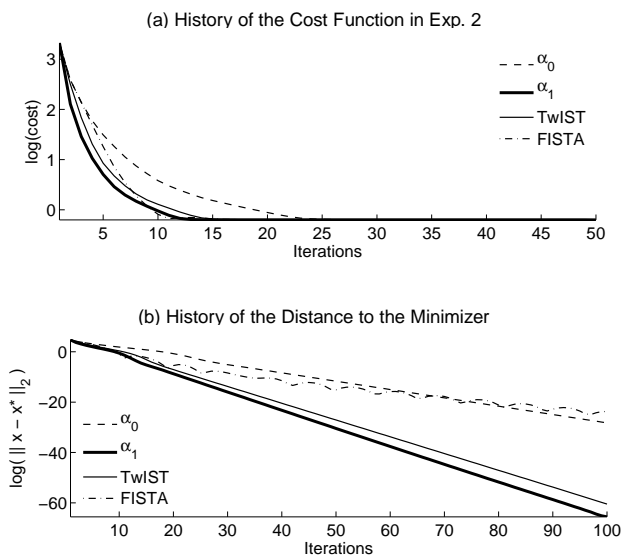 (a) History of the Cost Function in Exp. 2
log(cost)
3
2
1
0
α0
α1
TwIST
FISTA
5 10 15 20 25 30 35 40 45 50
Iterations
(b) History of the Distance to the Minimizer
log( || x − x* ||2)
0
−20
−40
−60
α0
α1
TwIST
FISTA
10 20 30 40 50 60 70 80 90 100
Iterations